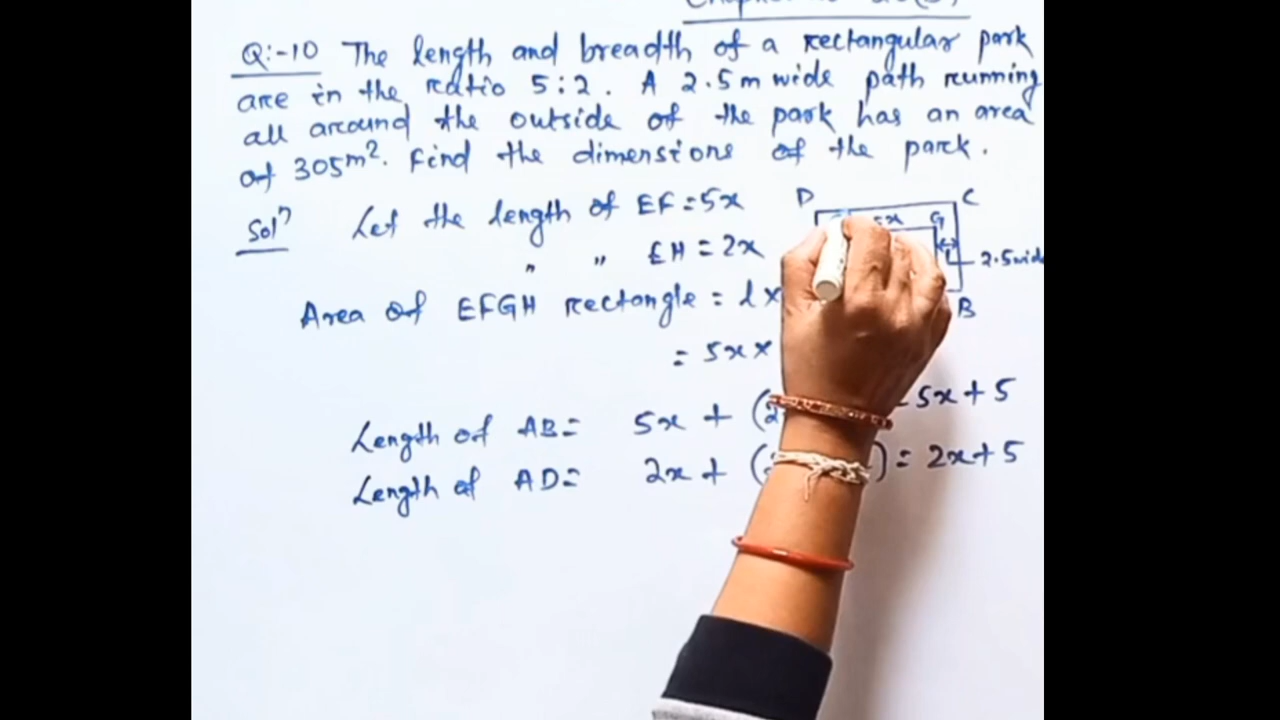 Q:-10 The length and breadth of a rectangular park
are in the ratio 5:2. A 2.5m wide path running
all around the outside of the park has an area
of 305m². Find the dimensions of the park.
Solⁿ Let the length of EF = 5x
" " EH = 2x
D C
5x G
2.5wide
B
Area of EFGH rectangle = l x
= 5x x
Length of AB = 5x + (2 5x+5
Length of AD = 2x + ( ) = 2x+5